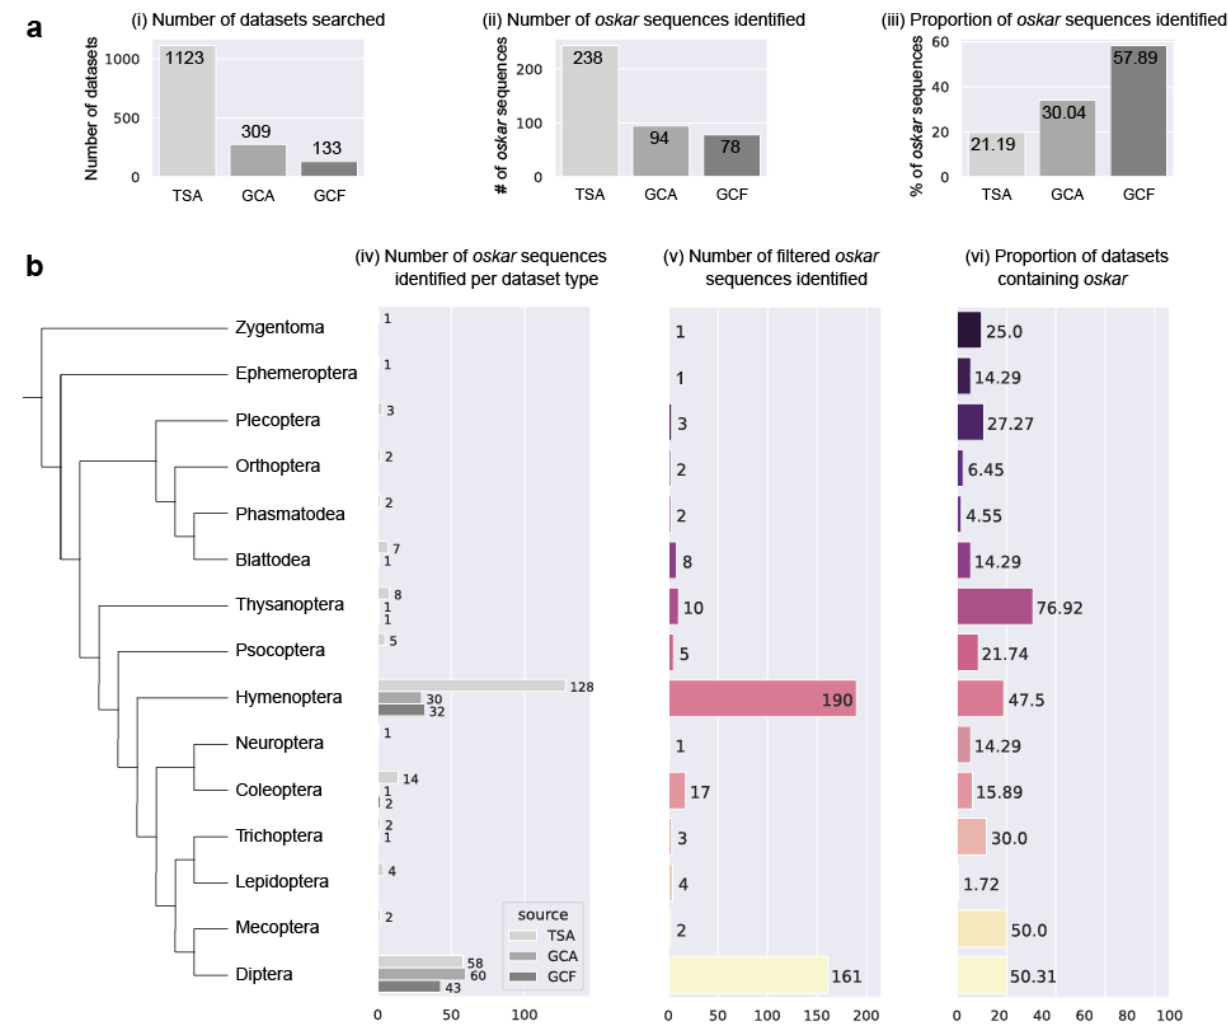 a
(i) Number of datasets searched
(ii) Number of oskar sequences identified
(iii) Proportion of oskar sequences identified
Number of datasets
1000
500
0
1123
309
133
TSA
GCA
GCF
# of oskar sequences
200
100
0
238
94
78
TSA
GCA
GCF
% of oskar sequences
60
40
20
0
21.19
30.04
57.89
TSA
GCA
GCF
b
(iv) Number of oskar sequences
identified per dataset type
(v) Number of filtered oskar
sequences identified
(vi) Proportion of datasets
containing oskar
Zygentoma
1
1
25.0
Ephemeroptera
1
1
14.29
Plecoptera
3
3
27.27
Orthoptera
2
2
6.45
Phasmatodea
2
2
4.55
Blattodea
7
1
8
14.29
Thysanoptera
8
1
1
10
76.92
Psocoptera
5
5
21.74
Hymenoptera
128
30
32
190
47.5
Neuroptera
1
1
14.29
Coleoptera
14
1
2
17
15.89
Trichoptera
2
1
3
30.0
Lepidoptera
4
4
1.72
Mecoptera
2
2
50.0
Diptera
58
60
43
161
50.31
source
TSA
GCA
GCF
0 50 100
0 50 100 150 200
0 20 40 60 80 100